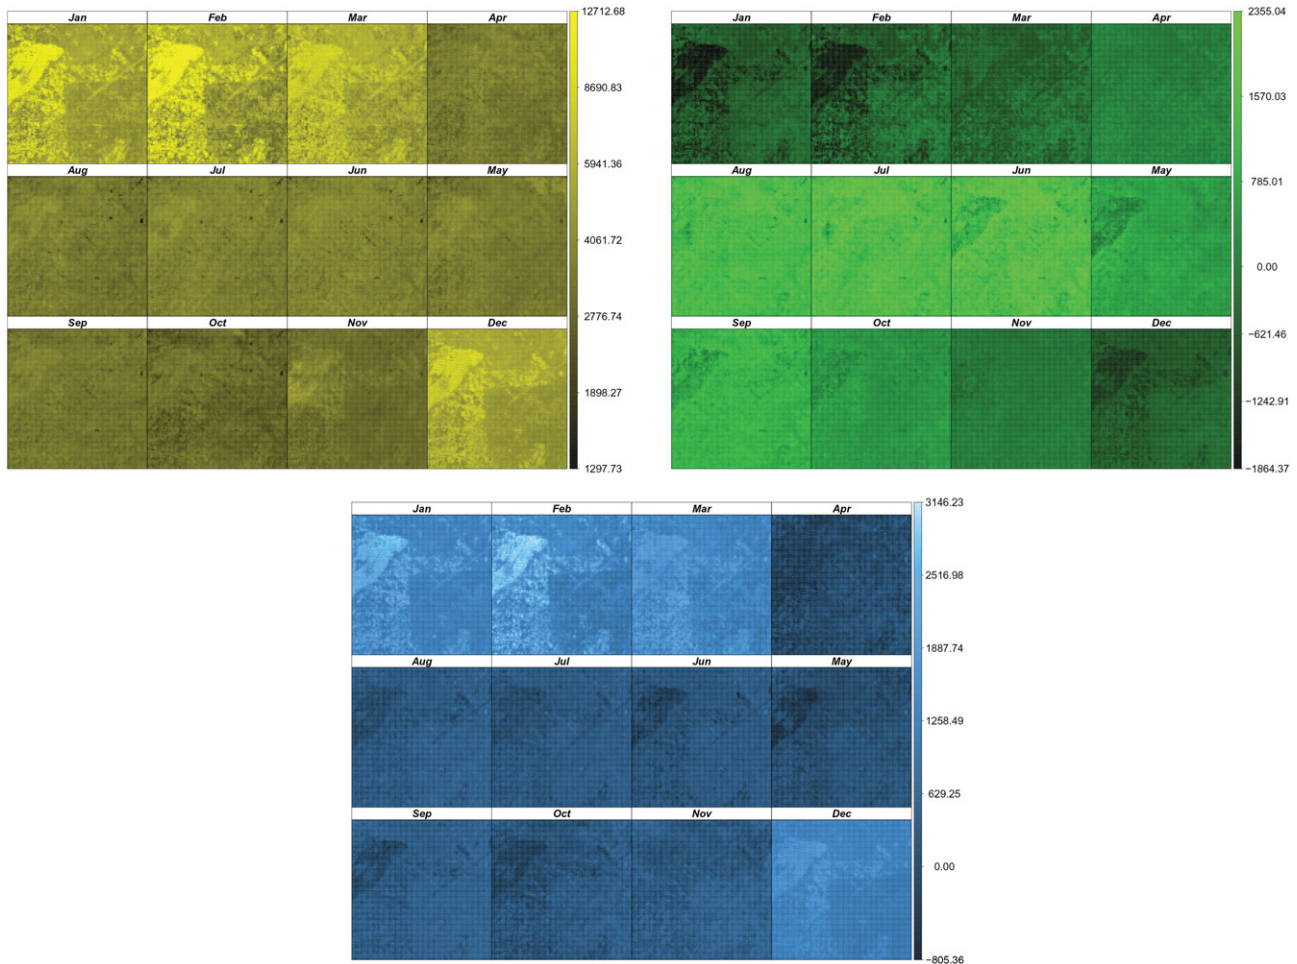 Jan Feb Mar Apr
Aug Jul Jun May
Sep Oct Nov Dec
12712.68
8690.83
5941.36
4061.72
2776.74
1898.27
1297.73
Jan Feb Mar Apr
Aug Jul Jun May
Sep Oct Nov Dec
2355.04
1570.03
785.01
0.00
−621.46
−1242.91
−1864.37
Jan Feb Mar Apr
Aug Jul Jun May
Sep Oct Nov Dec
3146.23
2516.98
1887.74
1258.49
629.25
0.00
−805.36